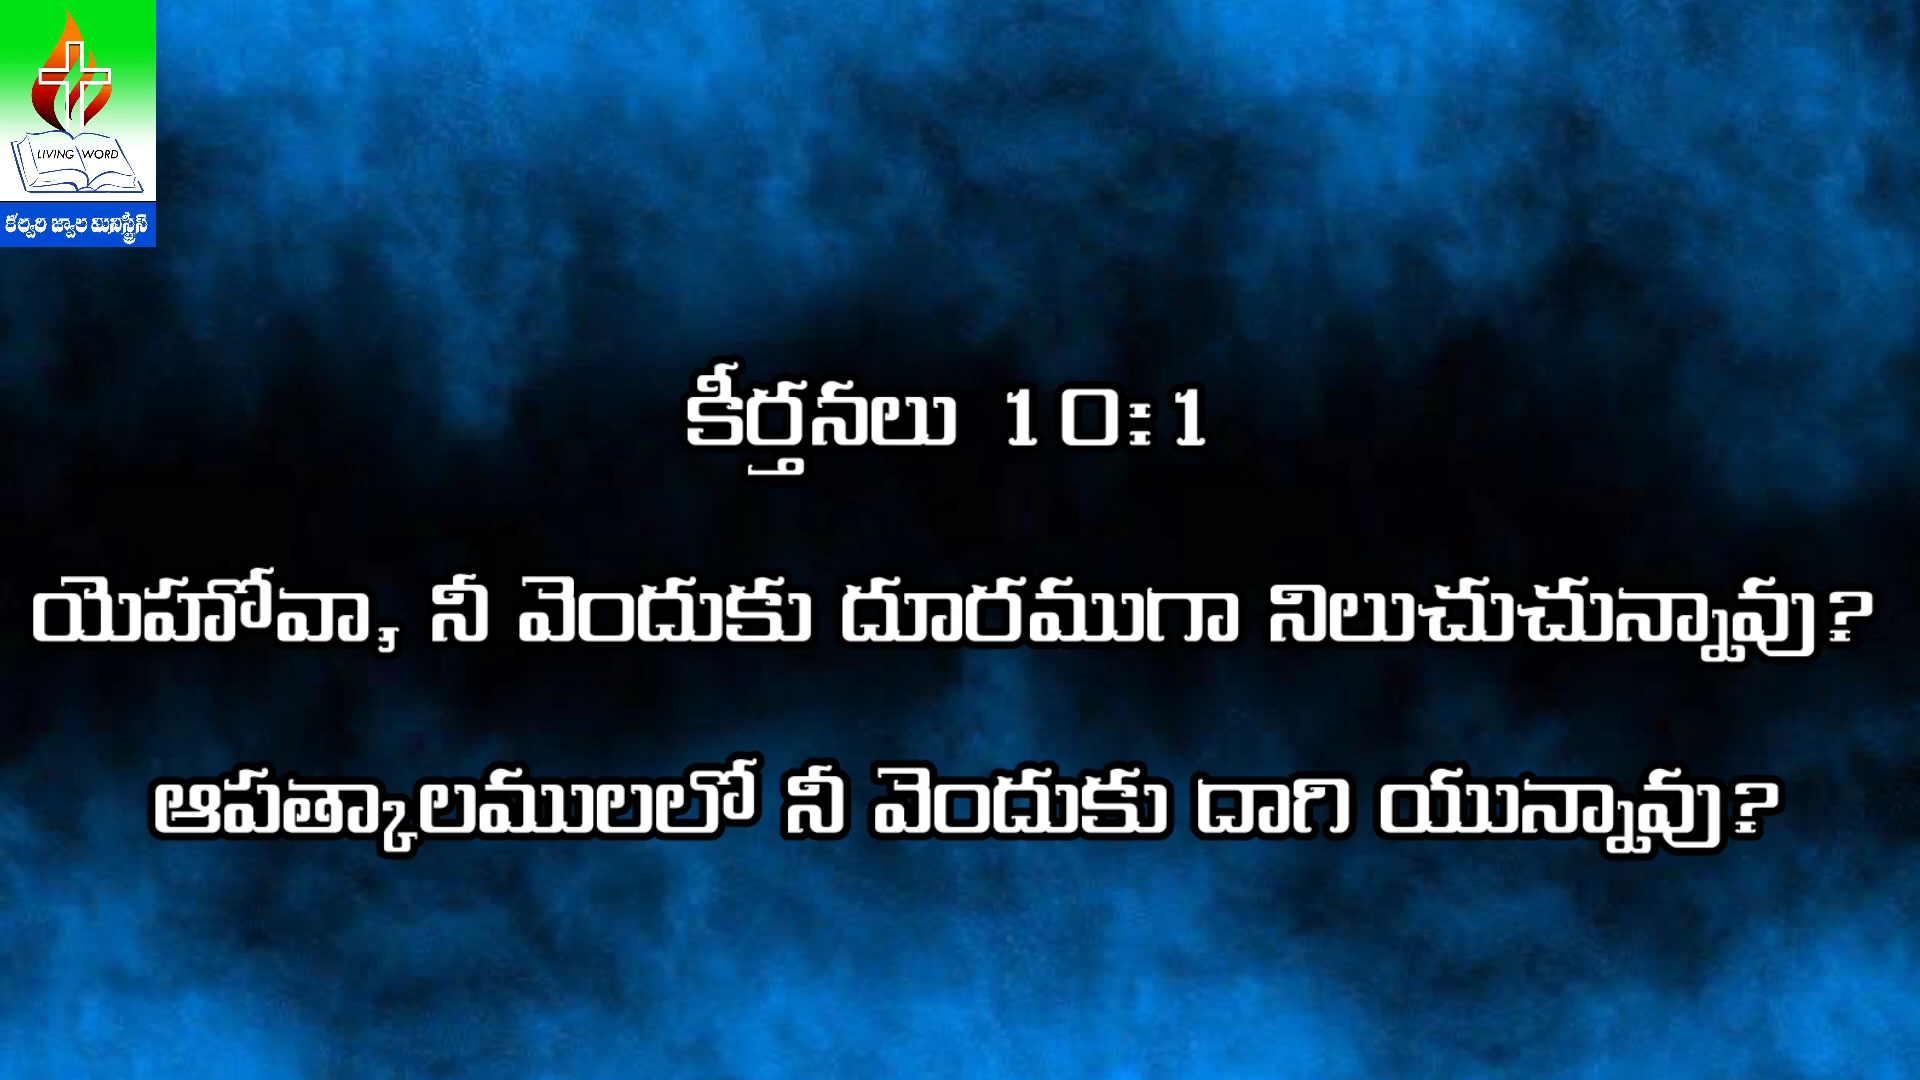 LIVING WORD
కల్వరి జ్వాల మినిస్ట్రీస్
కీర్తనలు 10:1
యెహోవా, నీ వెందుకు దూరముగా నిలుచుచున్నావు?
ఆపత్కాలములలో నీ వెందుకు దాగి యున్నావు?